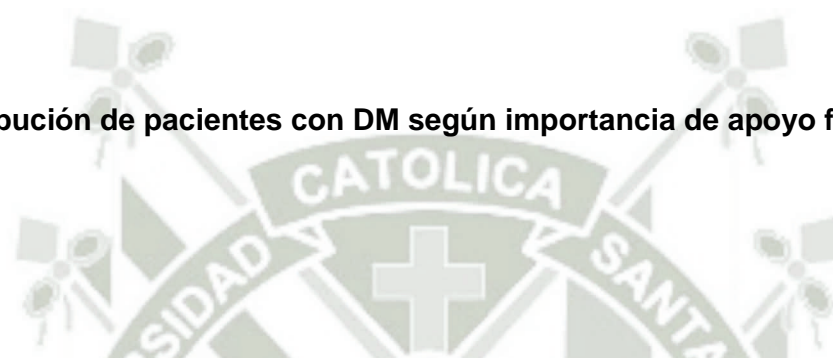 bución de pacientes con DM según importancia de apoyo f
CATOLICA
SIDAD
SANTA